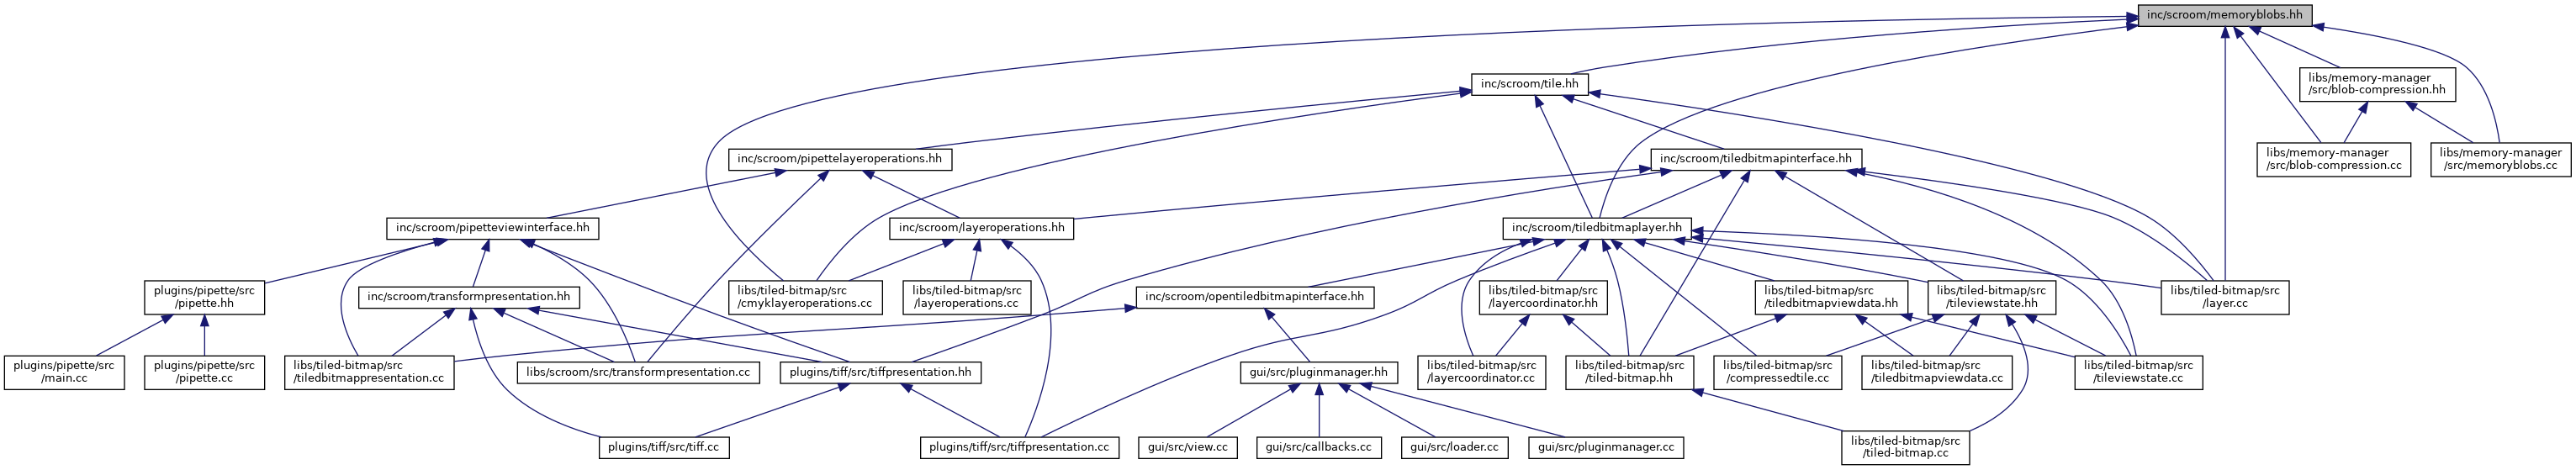 inc/scroom/memoryblobs.hh
inc/scroom/tile.hh
libs/memory-manager
/src/blob-compression.hh
inc/scroom/pipettelayeroperations.hh
inc/scroom/tiledbitmapinterface.hh
libs/memory-manager
/src/blob-compression.cc
libs/memory-manager
/src/memoryblobs.cc
inc/scroom/pipetteviewinterface.hh
inc/scroom/layeroperations.hh
inc/scroom/tiledbitmaplayer.hh
plugins/pipette/src
/pipette.hh
inc/scroom/transformpresentation.hh
libs/tiled-bitmap/src
/cmyklayeroperations.cc
libs/tiled-bitmap/src
/layeroperations.cc
inc/scroom/opentiledbitmapinterface.hh
libs/tiled-bitmap/src
/layercoordinator.hh
libs/tiled-bitmap/src
/tiledbitmapviewdata.hh
libs/tiled-bitmap/src
/tileviewstate.hh
libs/tiled-bitmap/src
/layer.cc
plugins/pipette/src
/main.cc
plugins/pipette/src
/pipette.cc
libs/tiled-bitmap/src
/tiledbitmappresentation.cc
libs/scroom/src/transformpresentation.cc
plugins/tiff/src/tiffpresentation.hh
gui/src/pluginmanager.hh
libs/tiled-bitmap/src
/layercoordinator.cc
libs/tiled-bitmap/src
/tiled-bitmap.hh
libs/tiled-bitmap/src
/compressedtile.cc
libs/tiled-bitmap/src
/tiledbitmapviewdata.cc
libs/tiled-bitmap/src
/tileviewstate.cc
plugins/tiff/src/tiff.cc
plugins/tiff/src/tiffpresentation.cc
gui/src/view.cc
gui/src/callbacks.cc
gui/src/loader.cc
gui/src/pluginmanager.cc
libs/tiled-bitmap/src
/tiled-bitmap.cc